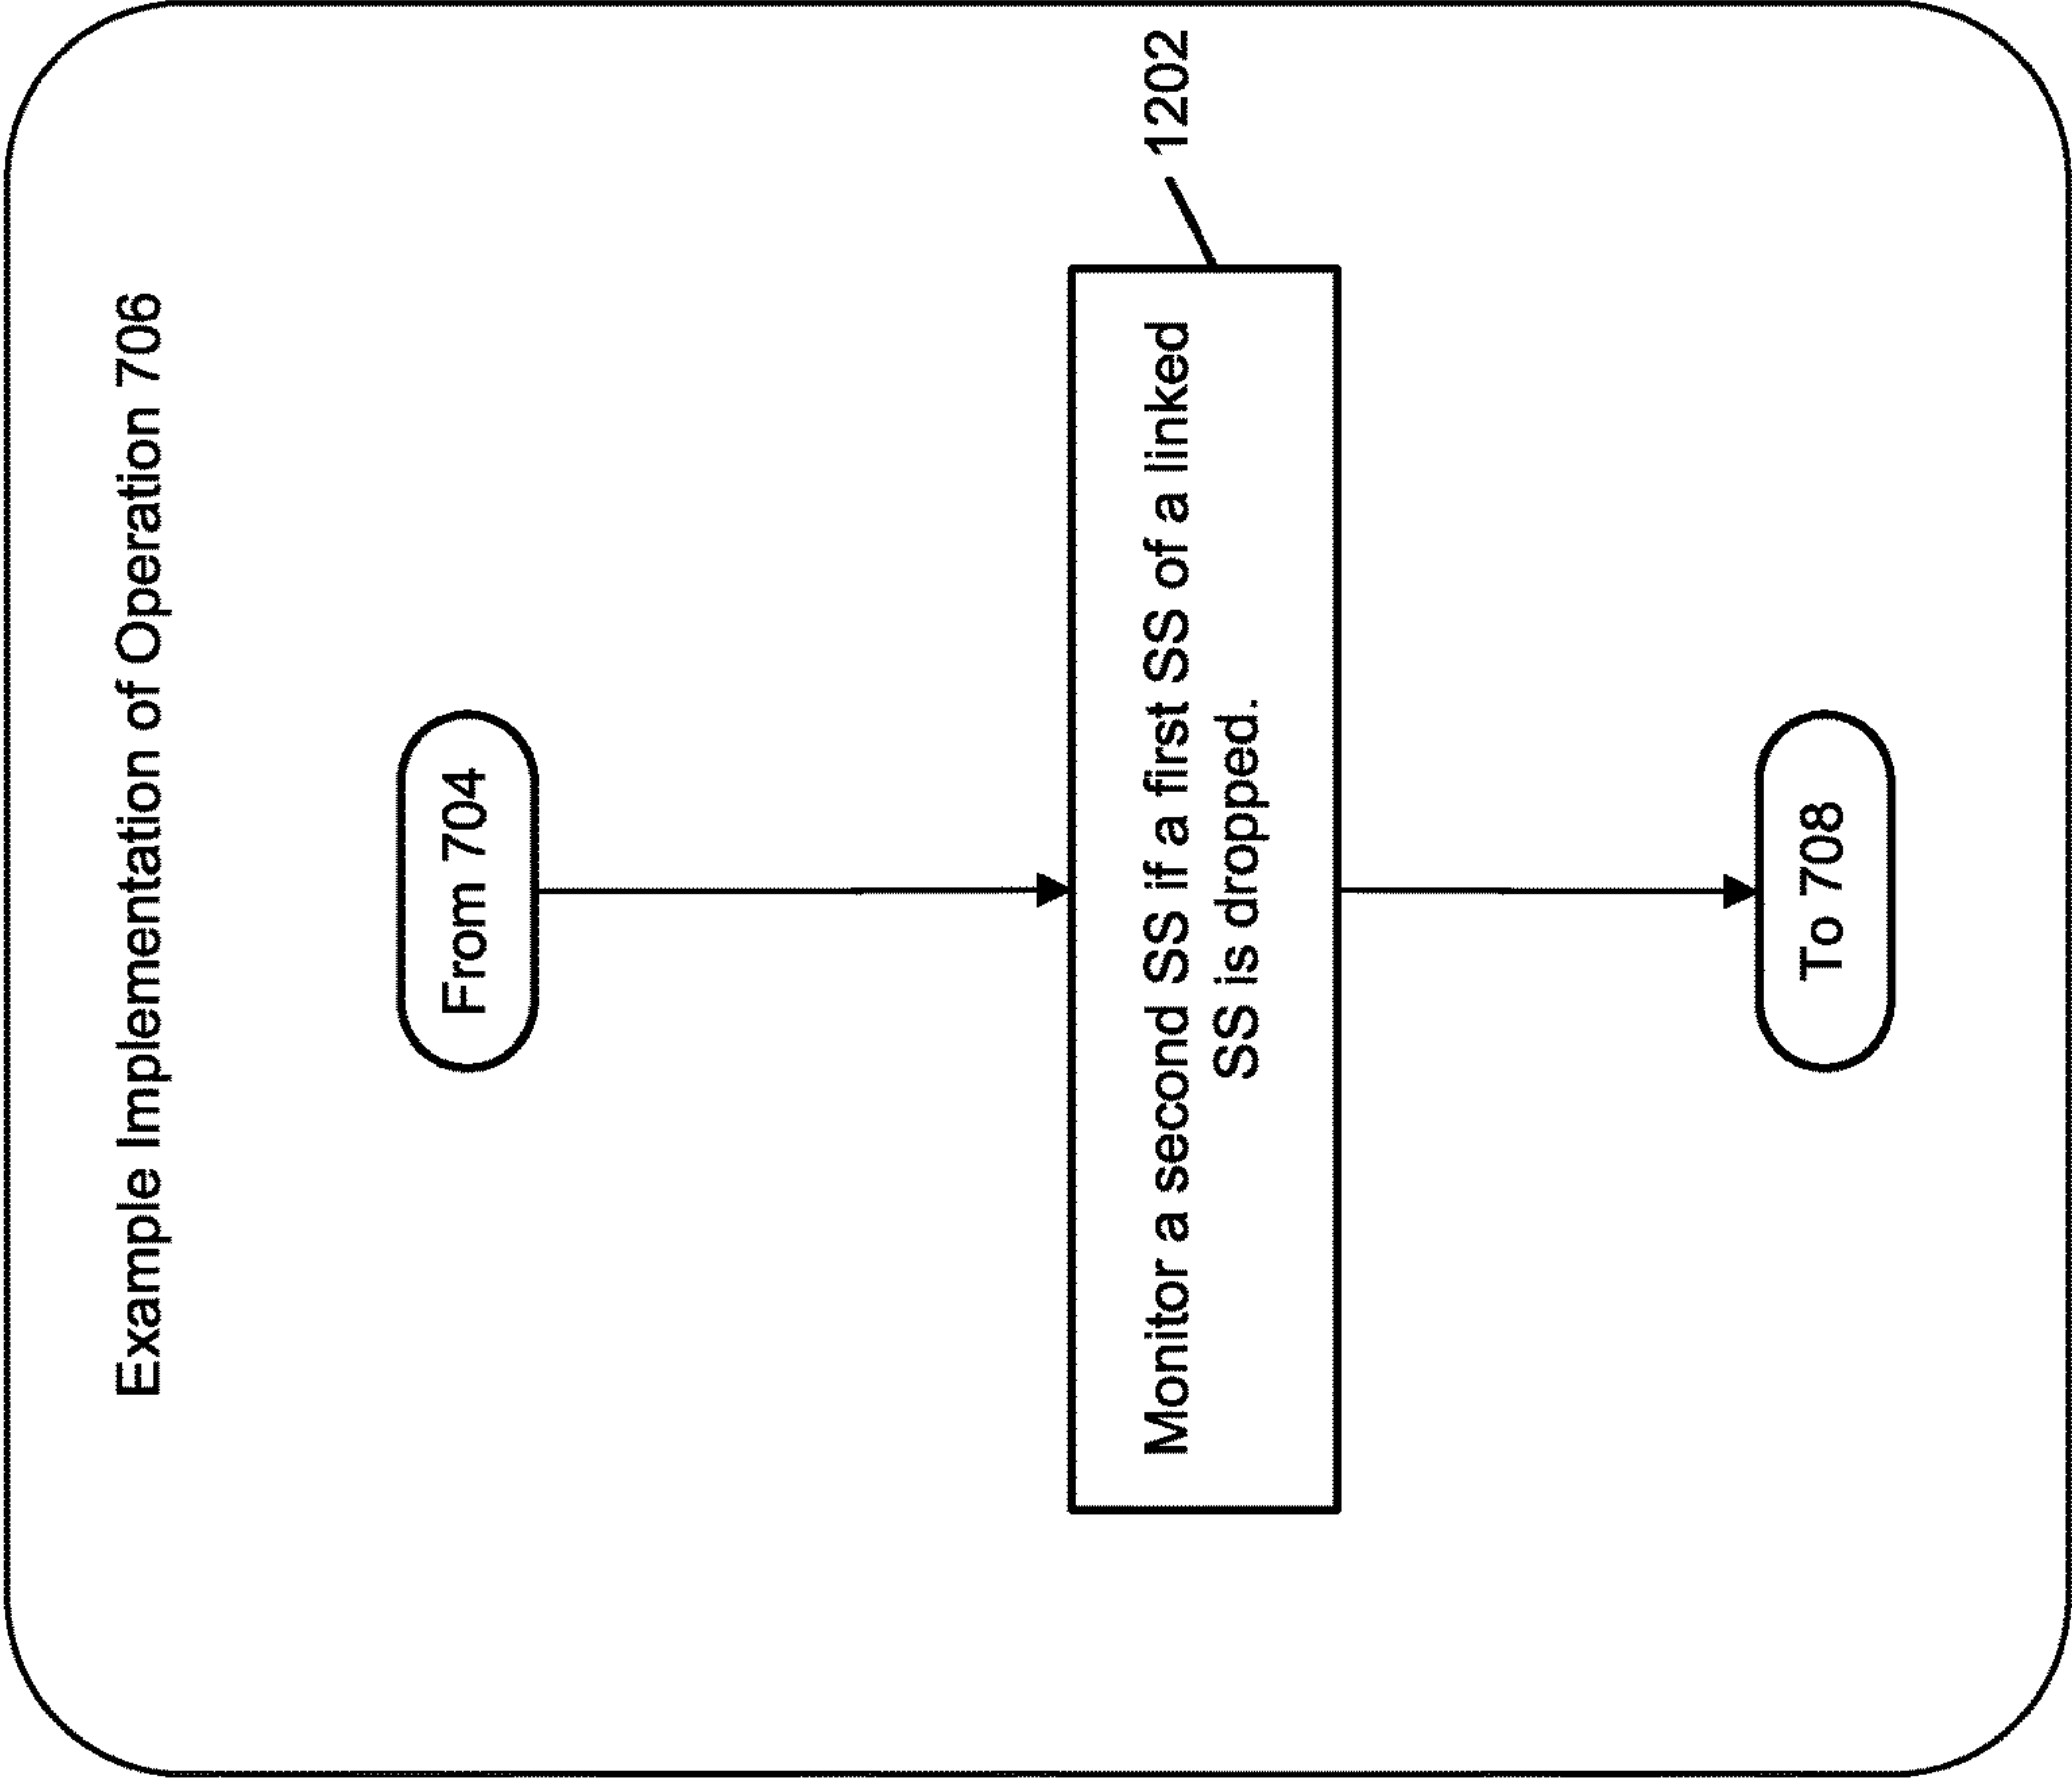 Example Implementation of Operation 706
From 704
1202
Monitor a second SS if a first SS of a linked
SS is dropped.
To 708